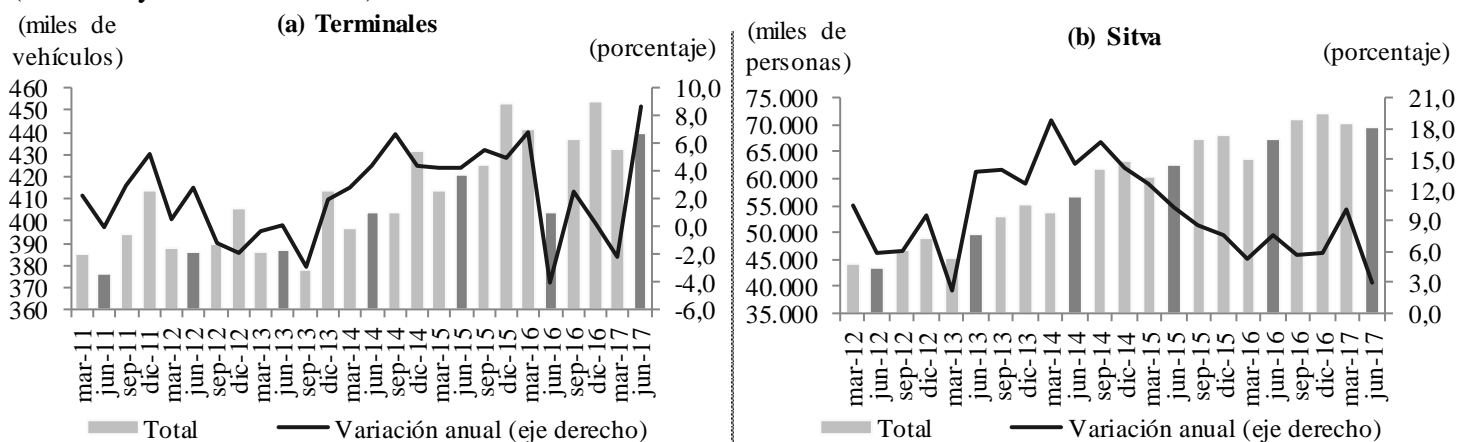 (a) Terminales
(miles de
vehículos)
(porcentaje)
460
450
440
430
420
410
400
390
380
370
360
10,0
8,0
6,0
4,0
2,0
0,0
-2,0
-4,0
-6,0
mar-11
jun-11
sep-11
dic-11
mar-12
jun-12
sep-12
dic-12
mar-13
jun-13
sep-13
dic-13
mar-14
jun-14
sep-14
dic-14
mar-15
jun-15
sep-15
dic-15
mar-16
jun-16
sep-16
dic-16
mar-17
jun-17
Total
Variación anual (eje derecho)
(b) Sitva
(miles de
personas)
(porcentaje)
75.000
70.000
65.000
60.000
55.000
50.000
45.000
40.000
35.000
21,0
18,0
15,0
12,0
9,0
6,0
3,0
0,0
mar-12
jun-12
sep-12
dic-12
mar-13
jun-13
sep-13
dic-13
mar-14
jun-14
sep-14
dic-14
mar-15
jun-15
sep-15
dic-15
mar-16
jun-16
sep-16
dic-16
mar-17
jun-17
Total
Variación anual (eje derecho)